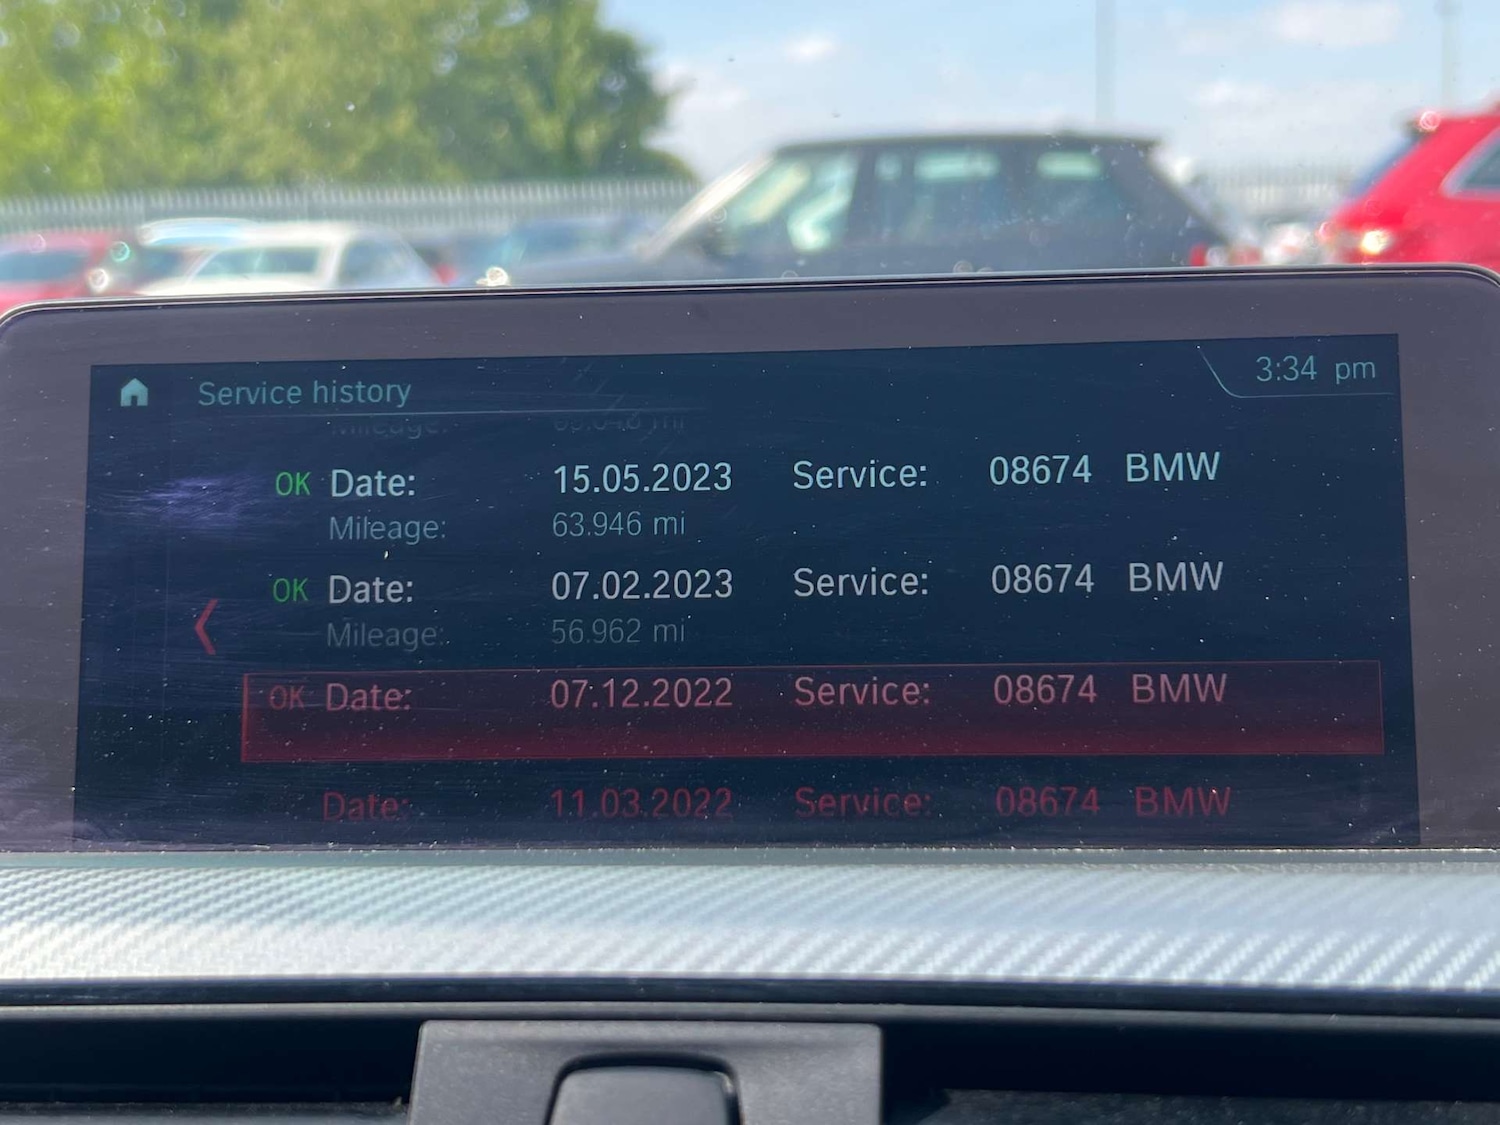 Service history
3:34 pm
OK Date: 15.05.2023 Service: 08674 BMW
Mileage: 63.946 mi
OK Date: 07.02.2023 Service: 08674 BMW
Mileage: 56.962 mi
OK Date: 07.12.2022 Service: 08674 BMW
Date: 11.03.2022 Service: 08674 BMW